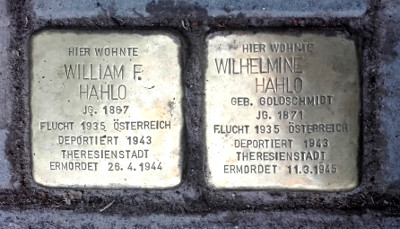 HIER WOHNTE
WILLIAM F.
HAHLO
JG. 1867
FLUCHT 1935 ÖSTERREICH
DEPORTIERT 1943
THERESIENSTADT
ERMORDET 26.4.1944
HIER WOHNTE
WILHELMINE
HAHLO
GEB. GOLDSCHMIDT
JG. 1871
FLUCHT 1935 ÖSTERREICH
DEPORTIERT 1943
THERESIENSTADT
ERMORDET 11.3.1945